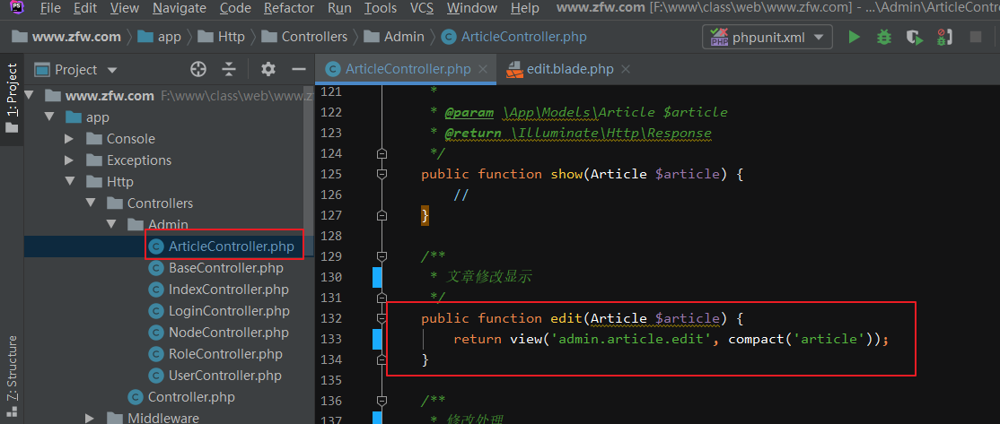 PS File Edit View Navigate Code Refactor Run Tools VCS Window Help www.zfw.com [F:\www\class\web\www.zfw.com] - ...\Admin\ArticleContro
www.zfw.com app Http Controllers Admin ArticleController.php PHP phpunit.xml
1: Project
Z: Structure
Project
www.zfw.com F:\www\class\web\www.z
app
Console
Exceptions
Http
Controllers
Admin
ArticleController.php
BaseController.php
IndexController.php
LoginController.php
NodeController.php
RoleController.php
UserController.php
Controller.php
Middleware
ArticleController.php edit.blade.php
121 *
122 * @param \App\Models\Article $article
123 * @return \Illuminate\Http\Response
124 */
125 public function show(Article $article) {
126 //
127 }
128
129 /**
130 * 文章修改显示
131 */
132 public function edit(Article $article) {
133 return view('admin.article.edit', compact('article'));
134 }
135
136 /**
137 * 修改处理